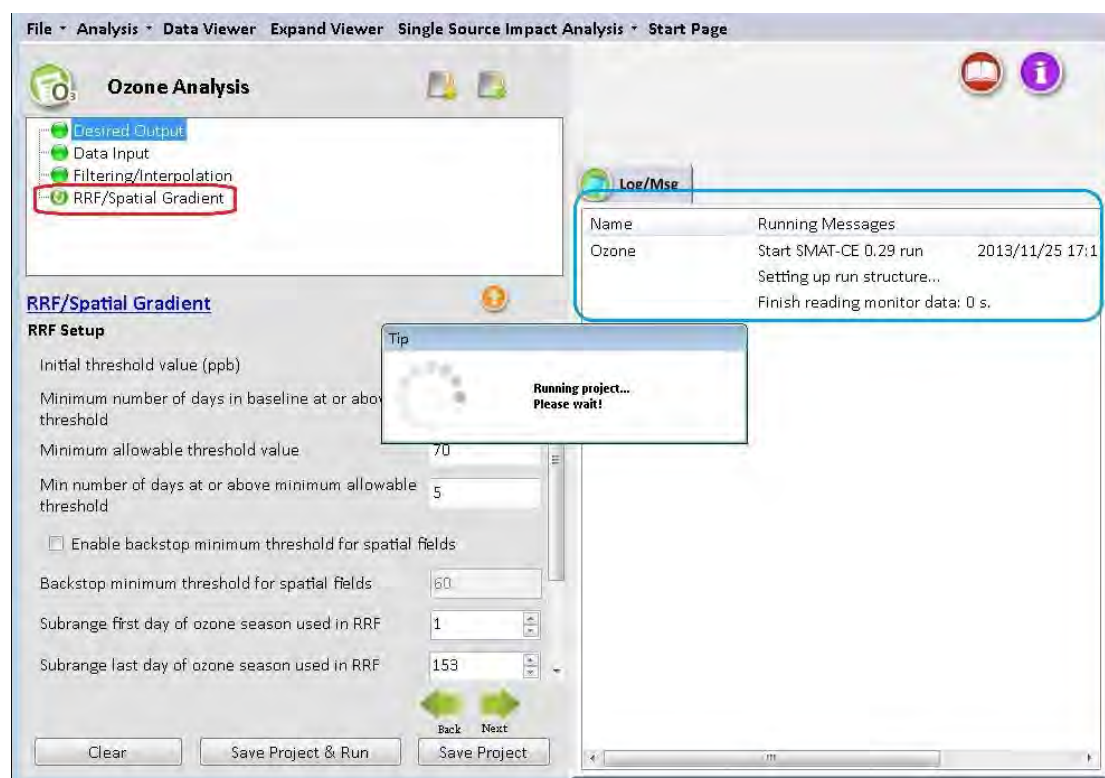 File Analysis Data Viewer Expand Viewer Single Source Impact Analysis Start Page
O3 Ozone Analysis
i
Desired Output
Data Input
Filtering/Interpolation
RRF/Spatial Gradient
RRF/Spatial Gradient
RRF Setup
Initial threshold value (ppb)
Minimum number of days in baseline at or abov
threshold
Minimum allowable threshold value 70
Min number of days at or above minimum allowable
threshold 5
Enable backstop minimum threshold for spatial fields
Backstop minimum threshold for spatial fields 60
Subrange first day of ozone season used in RRF 1
Subrange last day of ozone season used in RRF 153
Back Next
Clear Save Project & Run Save Project
Tip
Running project...
Please wait!
Log/Msg
Name Running Messages
Ozone Start SMAT-CE 0.29 run 2013/11/25 17:1
Setting up run structure...
Finish reading monitor data: 0 s.